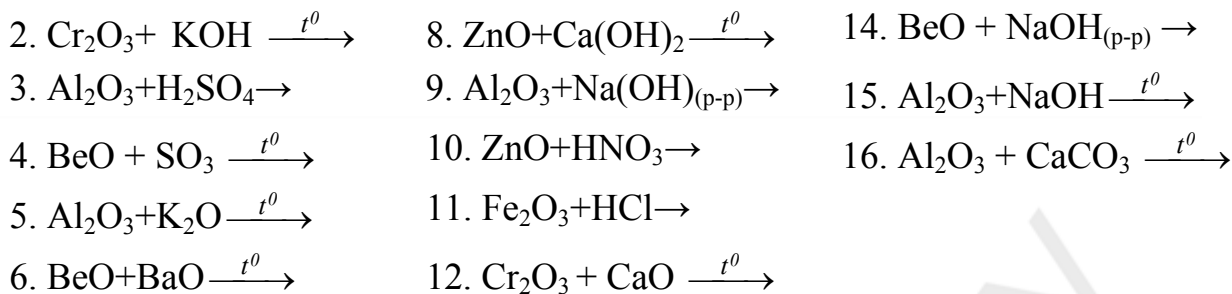 2. Cr₂O₃+ KOH —t⁰→
3. Al₂O₃+H₂SO₄→
4. BeO + SO₃ —t⁰→
5. Al₂O₃+K₂O—t⁰→
6. BeO+BaO—t⁰→
8. ZnO+Ca(OH)₂—t⁰→
9. Al₂O₃+Na(OH)₍р-р₎→
10. ZnO+HNO₃→
11. Fe₂O₃+HCl→
12. Cr₂O₃ + CaO —t⁰→
14. BeO + NaOH₍р-р₎ →
15. Al₂O₃+NaOH—t⁰→
16. Al₂O₃ + CaCO₃ —t⁰→